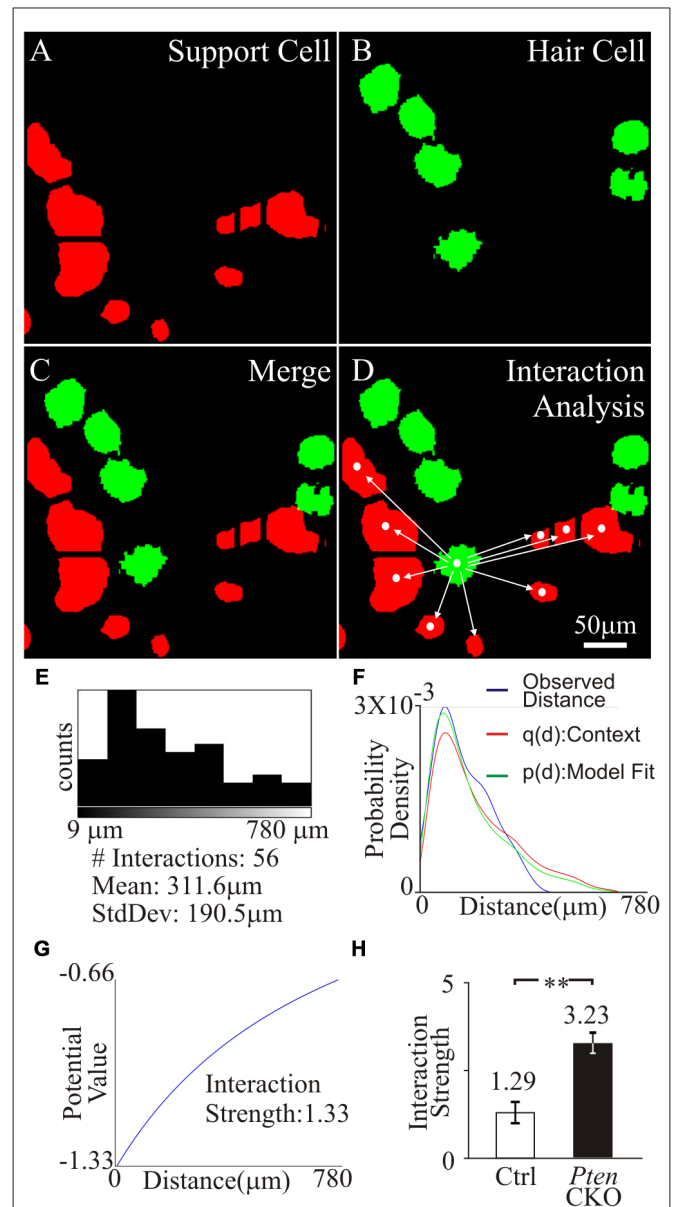 A Support Cell
B Hair Cell
C Merge
D Interaction
Analysis
50μm
E
counts
9 μm 780 μm
# Interactions: 56
Mean: 311.6μm
StdDev: 190.5μm
F
3X10⁻³
Probability
Density
0
0 Distance(μm) 780
Observed
Distance
q(d):Context
p(d):Model Fit
G
-0.66
Potential
Value
-1.33
Interaction
Strength:1.33
0 Distance(μm) 780
H
5
Interaction
Strength
0
**
1.29
3.23
Ctrl Pten
CKO